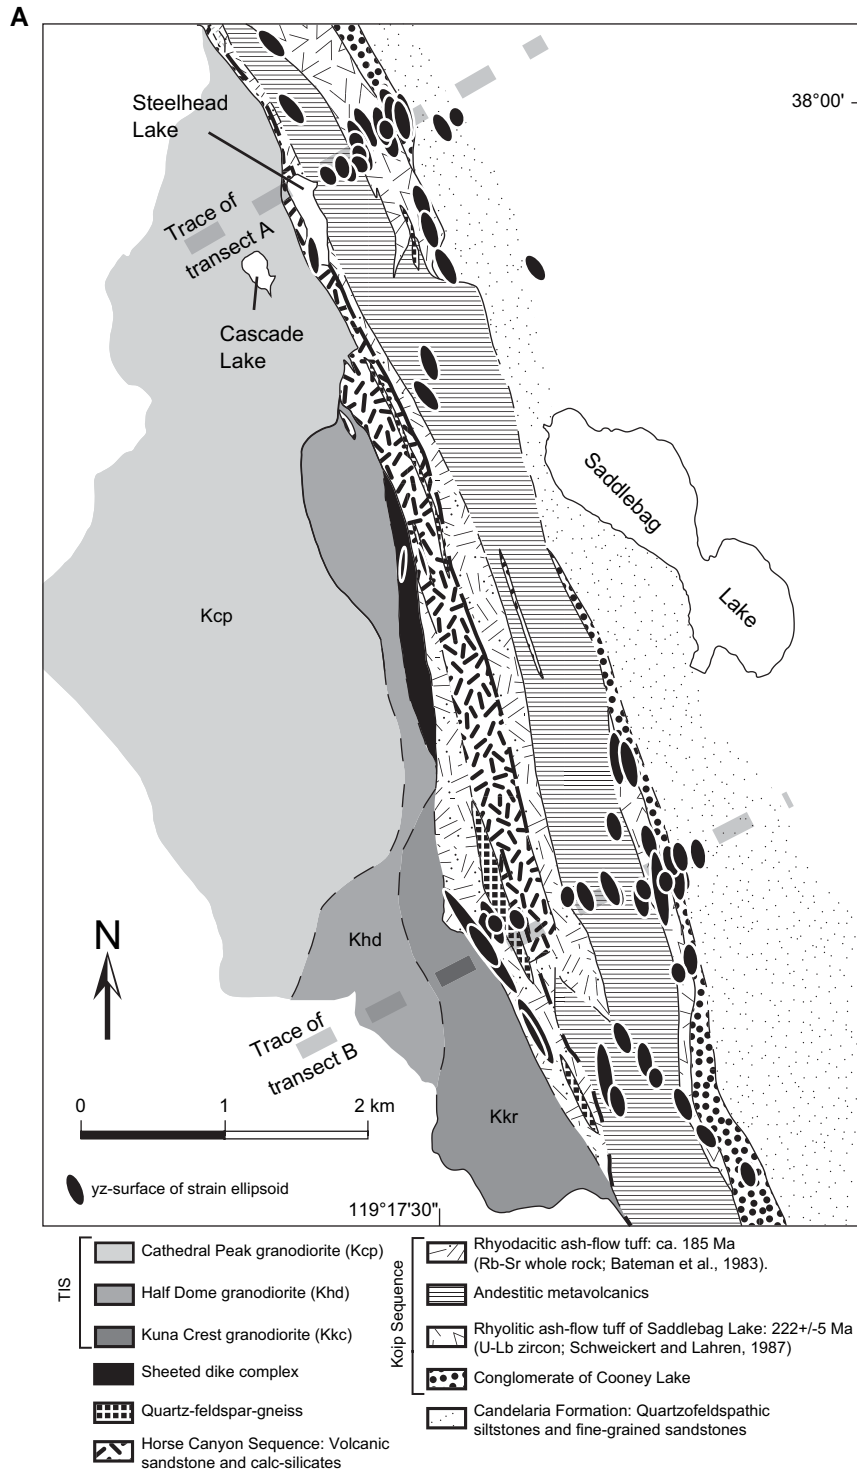 A
38°00'
Steelhead
Lake
Trace of
transect A
Cascade
Lake
Saddlebag
Lake
Kcp
Khd
N
Trace of
transect B
Kkr
0 1 2 km
yz-surface of strain ellipsoid
119°17'30"
TIS
Cathedral Peak granodiorite (Kcp)
Half Dome granodiorite (Khd)
Kuna Crest granodiorite (Kkc)
Sheeted dike complex
Quartz-feldspar-gneiss
Horse Canyon Sequence: Volcanic
sandstone and calc-silicates
Koip Sequence
Rhyodacitic ash-flow tuff: ca. 185 Ma
(Rb-Sr whole rock; Bateman et al., 1983).
Andestitic metavolcanics
Rhyolitic ash-flow tuff of Saddlebag Lake: 222+/-5 Ma
(U-Lb zircon; Schweickert and Lahren, 1987)
Conglomerate of Cooney Lake
Candelaria Formation: Quartzofeldspathic
siltstones and fine-grained sandstones